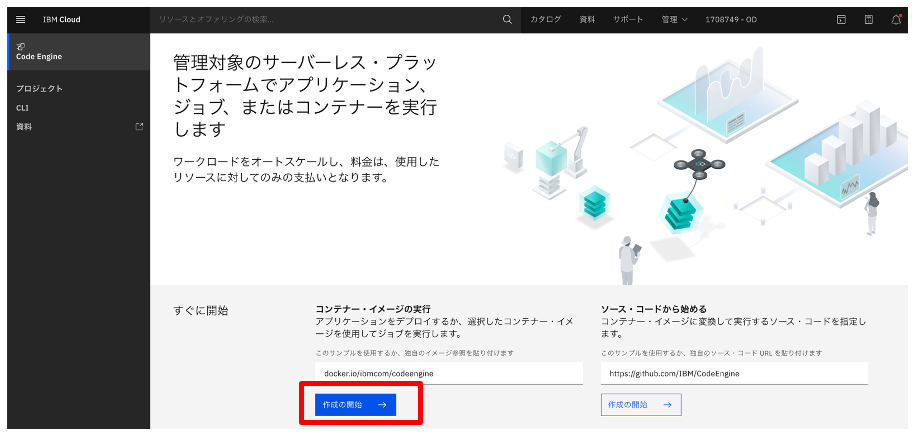 IBM Cloud
リソースとオファリングの検索...
カタログ
資料
サポート
管理
1708749 - OD
Code Engine
プロジェクト
CLI
資料
管理対象のサーバーレス・プラッ
トフォームでアプリケーション、
ジョブ、またはコンテナーを実行
します
ワークロードをオートスケールし、料金は、使用した
リソースに対してのみの支払いとなります。
すぐに開始
コンテナー・イメージの実行
アプリケーションをデプロイするか、選択したコンテナー・イメ
ージを使用してジョブを実行します。
このサンプルを使用するか、独自のイメージ参照を貼り付けます
docker.io/ibmcom/codeengine
作成の開始
ソース・コードから始める
コンテナー・イメージに変換して実行するソース・コードを指定し
ます。
このサンプルを使用するか、独自のソース・コード URL を貼り付けます
https://github.com/IBM/CodeEngine
作成の開始